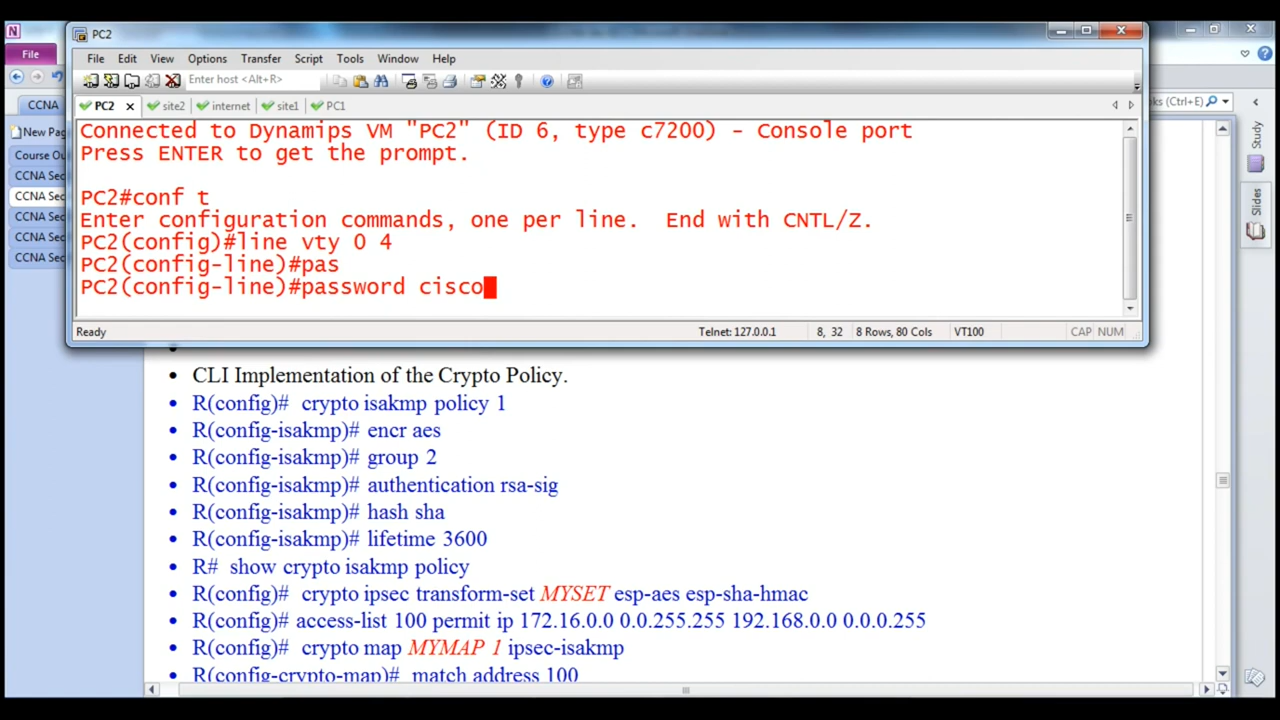 PC2
File Edit View Options Transfer Script Tools Window Help
Enter host <Alt+R>
PC2 site2 internet site1 PC1
Connected to Dynamips VM "PC2" (ID 6, type c7200) - Console port
Press ENTER to get the prompt.
PC2#conf t
Enter configuration commands, one per line. End with CNTL/Z.
PC2(config)#line vty 0 4
PC2(config-line)#pas
PC2(config-line)#password cisco
Ready Telnet: 127.0.0.1 8, 32 8 Rows, 80 Cols VT100 CAP NUM
File
CCNA
New Pag
Course Ou
CCNA Sec
CCNA Sec
CCNA Sec
CCNA Sec
CCNA Sec
ks (Ctrl+E)
Study
Slides
• CLI Implementation of the Crypto Policy.
• R(config)# crypto isakmp policy 1
• R(config-isakmp)# encr aes
• R(config-isakmp)# group 2
• R(config-isakmp)# authentication rsa-sig
• R(config-isakmp)# hash sha
• R(config-isakmp)# lifetime 3600
• R# show crypto isakmp policy
• R(config)# crypto ipsec transform-set MYSET esp-aes esp-sha-hmac
• R(config)# access-list 100 permit ip 172.16.0.0 0.0.255.255 192.168.0.0 0.0.0.255
• R(config)# crypto map MYMAP 1 ipsec-isakmp
• R(config-crypto-map)# match address 100